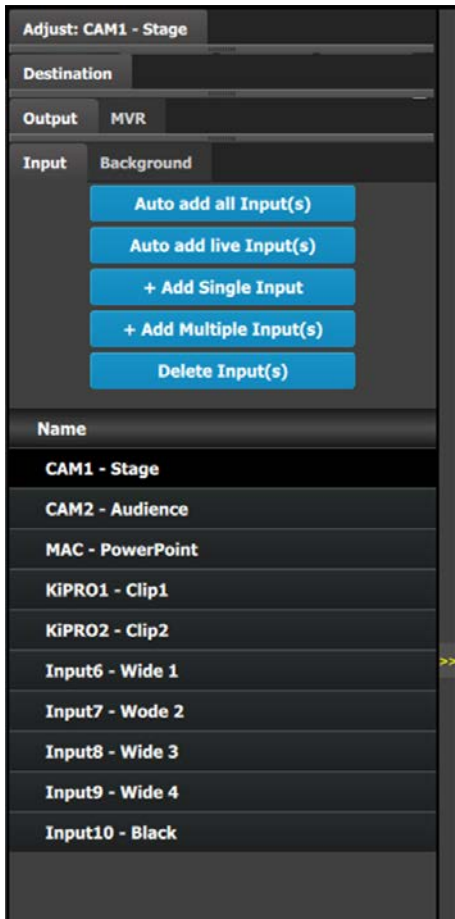 Adjust: CAM1 - Stage
Destination
Output MVR
Input Background
Auto add all Input(s)
Auto add live Input(s)
+ Add Single Input
+ Add Multiple Input(s)
Delete Input(s)
Name
CAM1 - Stage
CAM2 - Audience
MAC - PowerPoint
KiPRO1 - Clip1
KiPRO2 - Clip2
Input6 - Wide 1
>>
Input7 - Wode 2
Input8 - Wide 3
Input9 - Wide 4
Input10 - Black